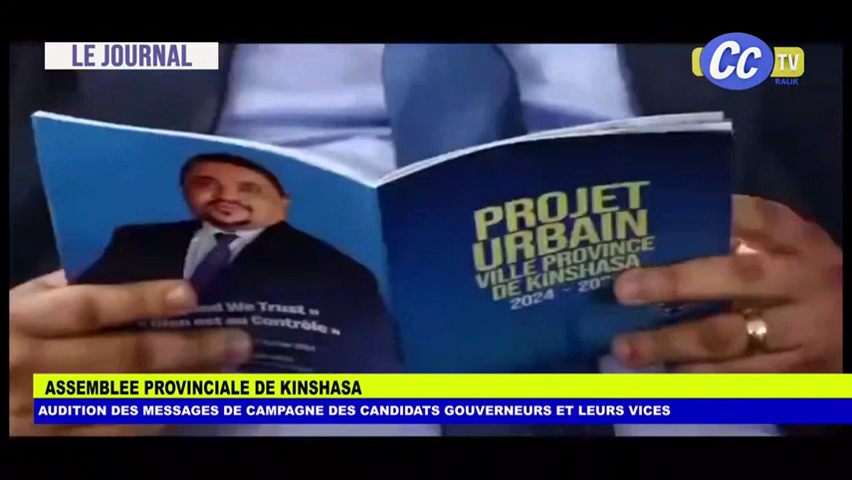 LE JOURNAL
CC TV
RALIK
PROJET
URBAIN
VILLE PROVINCE
DE KINSHASA
2024 -
We Trust »
est au Contrôle »
ASSEMBLEE PROVINCIALE DE KINSHASA
AUDITION DES MESSAGES DE CAMPAGNE DES CANDIDATS GOUVERNEURS ET LEURS VICES